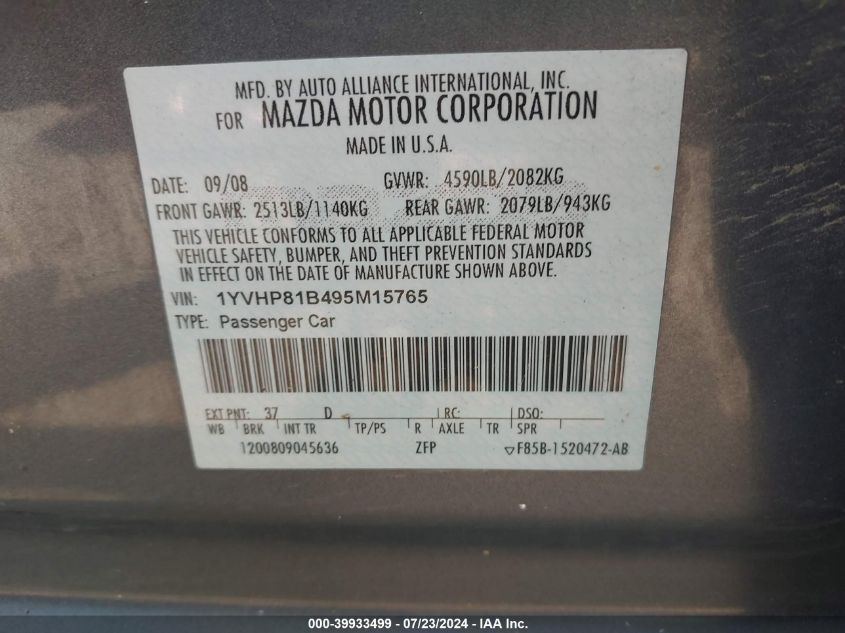 MFD. BY AUTO ALLIANCE INTERNATIONAL, INC.
FOR MAZDA MOTOR CORPORATION
MADE IN U.S.A.
DATE: 09/08 GVWR: 4590LB/2082KG
FRONT GAWR: 2513LB/1140KG REAR GAWR: 2079LB/943KG
THIS VEHICLE CONFORMS TO ALL APPLICABLE FEDERAL MOTOR
VEHICLE SAFETY, BUMPER, AND THEFT PREVENTION STANDARDS
IN EFFECT ON THE DATE OF MANUFACTURE SHOWN ABOVE.
VIN: 1YVHP81B495M15765
TYPE: Passenger Car
EXT PNT: 37 D RC: DSO:
WB BRK INT TR TP/PS R AXLE TR SPR
1200809045636 ZFP ▽F85B-1520472-AB
000-39933499 - 07/23/2024 - IAA Inc.